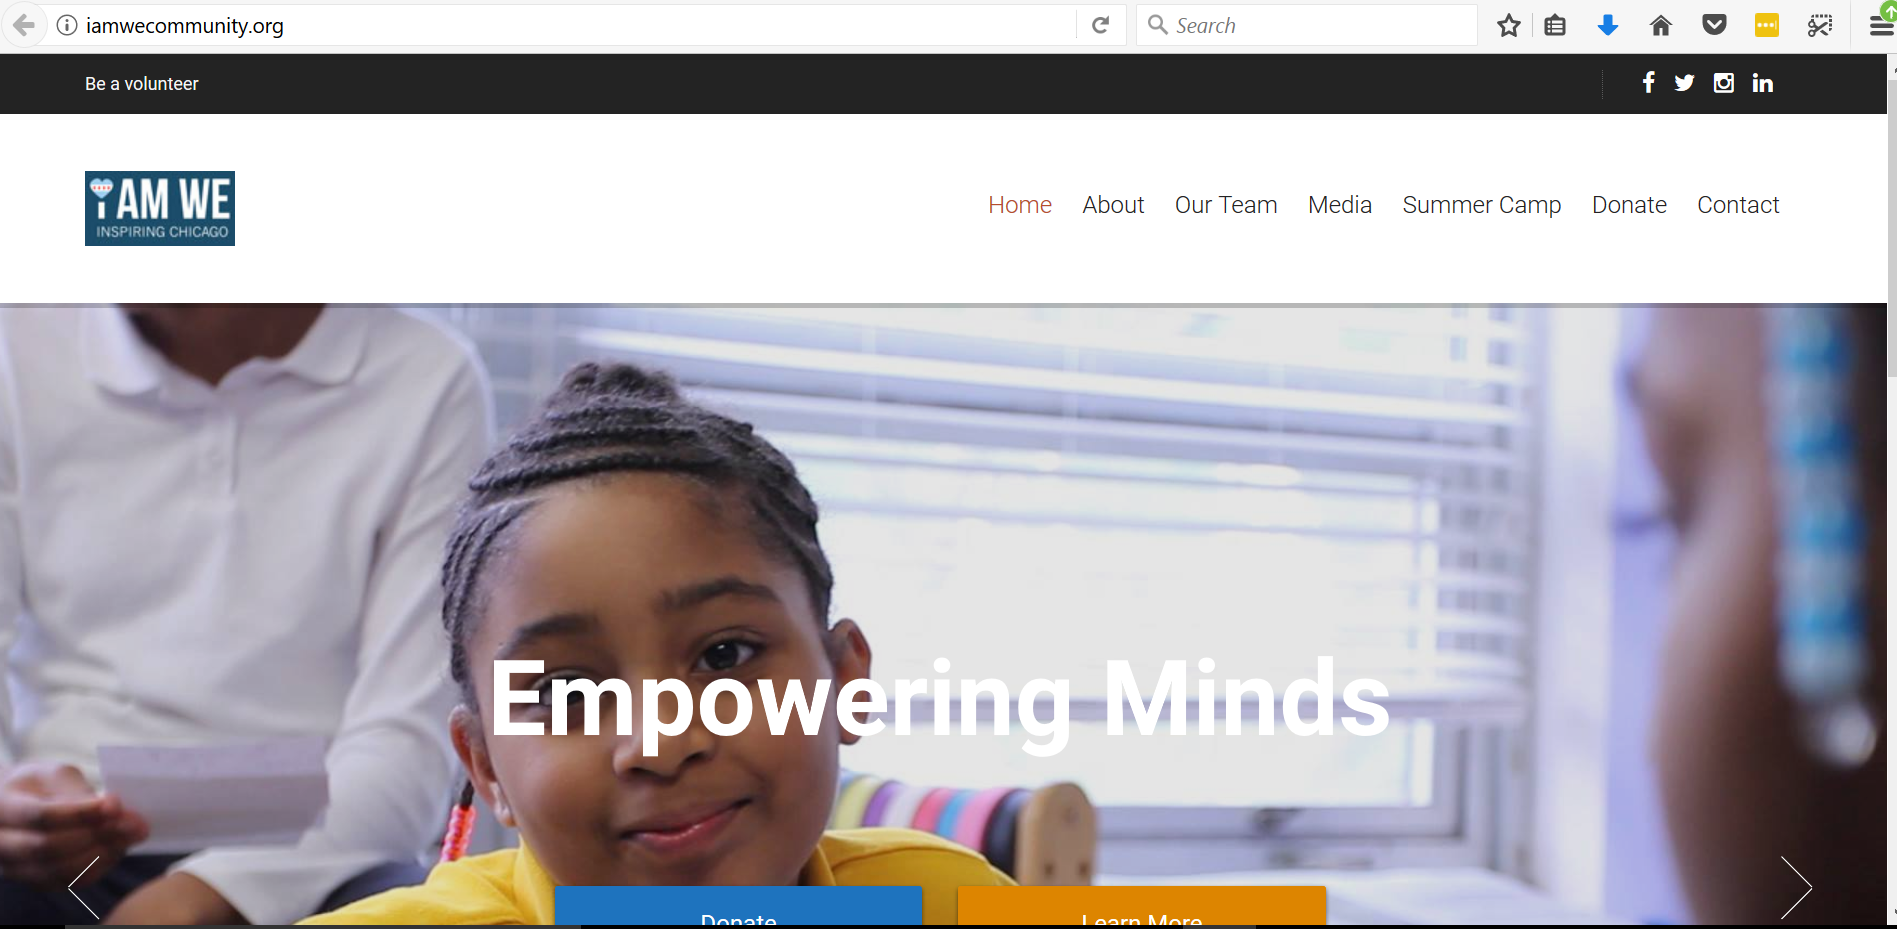 iamwecommunity.org
Search
Be a volunteer
i AM WE
INSPIRING CHICAGO
Home About Our Team Media Summer Camp Donate Contact
Empowering Minds
Donate
Learn More